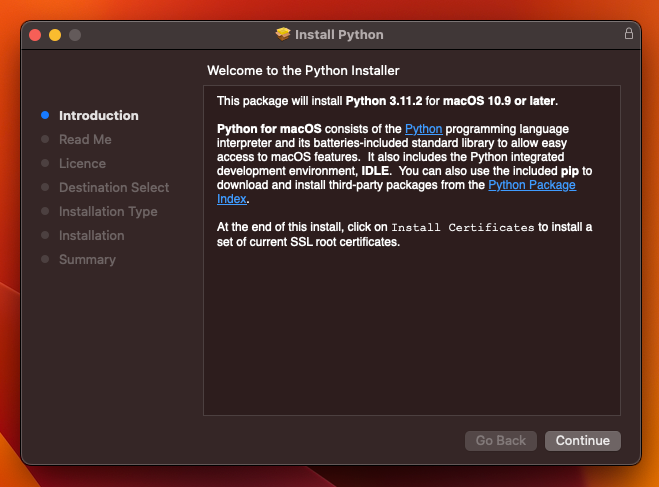 Install Python
Welcome to the Python Installer
Introduction
Read Me
Licence
Destination Select
Installation Type
Installation
Summary
This package will install Python 3.11.2 for macOS 10.9 or later.
Python for macOS consists of the Python programming language
interpreter and its batteries-included standard library to allow easy
access to macOS features.  It also includes the Python integrated
development environment, IDLE.  You can also use the included pip to
download and install third-party packages from the Python Package
Index.
At the end of this install, click on Install Certificates to install a
set of current SSL root certificates.
Go Back
Continue